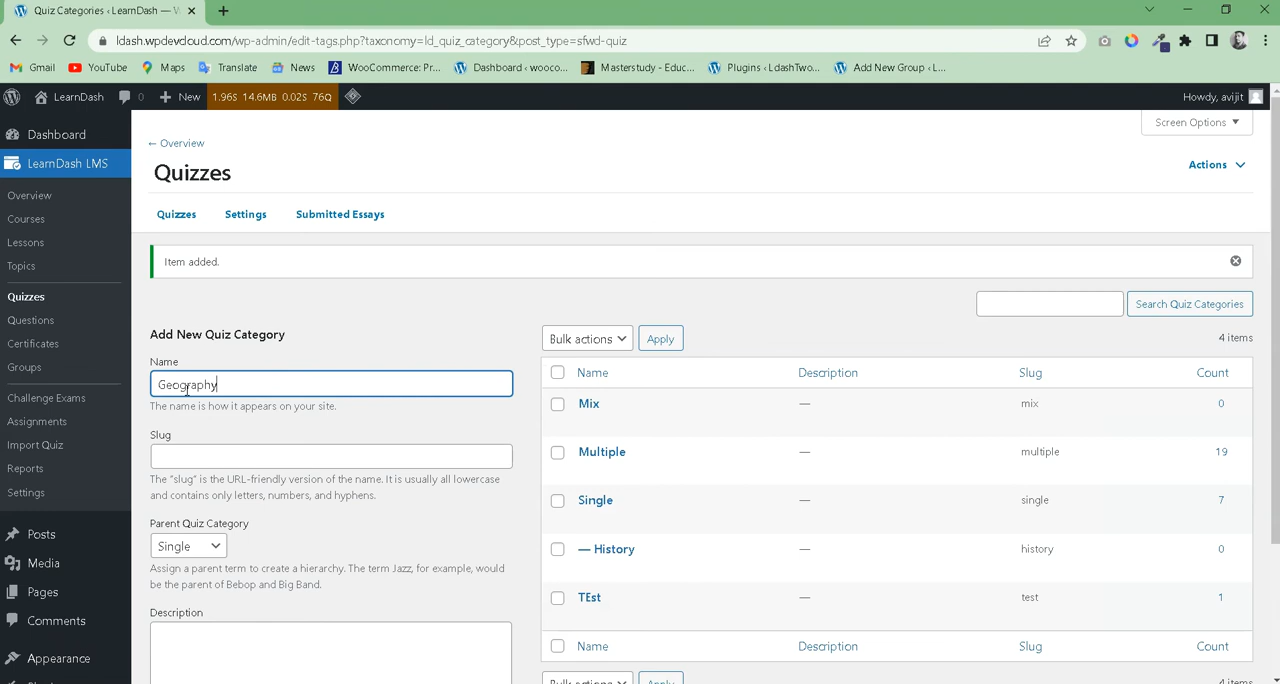 Quiz Categories ‹ LearnDash — W
ldash.wpdevcloud.com/wp-admin/edit-tags.php?taxonomy=ld_quiz_category&post_type=sfwd-quiz
Gmail YouTube Maps Translate News WooCommerce: Pr... Dashboard ‹ wooco... Masterstudy - Educ... Plugins ‹ LdashTwo... Add New Group ‹ L...
LearnDash 0 New 1.96S 14.6MB 0.02S 76Q Howdy, avijit
Screen Options
Dashboard
LearnDash LMS
Overview
Courses
Lessons
Topics
Quizzes
Questions
Certificates
Groups
Challenge Exams
Assignments
Import Quiz
Reports
Settings
Posts
Media
Pages
Comments
Appearance
← Overview
Quizzes
Actions
Quizzes Settings Submitted Essays
Item added.
Search Quiz Categories
Add New Quiz Category
Name
Geography
The name is how it appears on your site.
Slug
The “slug” is the URL-friendly version of the name. It is usually all lowercase
and contains only letters, numbers, and hyphens.
Parent Quiz Category
Single
Assign a parent term to create a hierarchy. The term Jazz, for example, would
be the parent of Bebop and Big Band.
Description
Bulk actions Apply 4 items
Name Description Slug Count
Mix — mix 0
Multiple — multiple 19
Single — single 7
— History — history 0
TEst — test 1
Name Description Slug Count
Bulk actions Apply 4 items